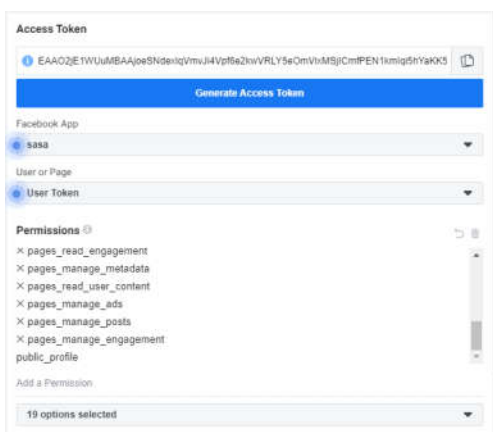 Access Token
Generate Access Token
Facebook App
sasa
User or Page
User Token
Permissions
× pages_read_engagement
× pages_manage_metadata
× pages_read_user_content
× pages_manage_ads
× pages_manage_posts
× pages_manage_engagement
public_profile
Add a Permission
19 options selected